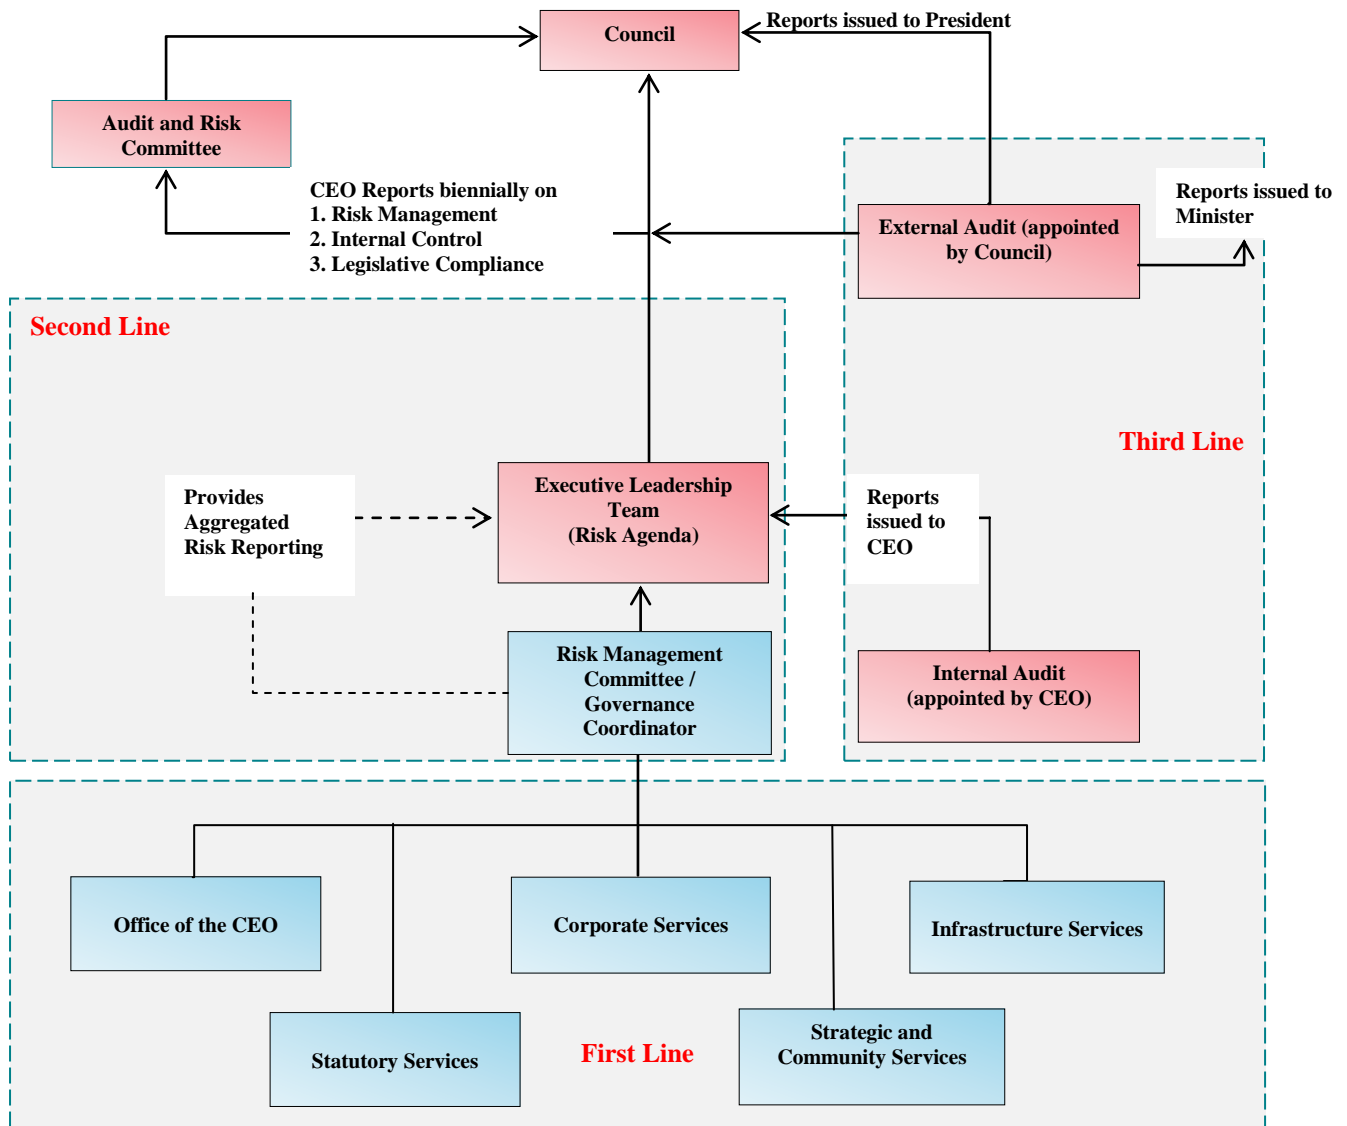 Reports issued to President
Council
Audit and Risk
Committee
CEO Reports biennially on
1. Risk Management
2. Internal Control
3. Legislative Compliance
Reports issued to
Minister
External Audit (appointed
by Council)
Second Line
Third Line
Provides
Aggregated
Risk Reporting
Executive Leadership
Team
(Risk Agenda)
Reports
issued to
CEO
Risk Management
Committee /
Governance
Coordinator
Internal Audit
(appointed by CEO)
Office of the CEO
Corporate Services
Infrastructure Services
Statutory Services
First Line
Strategic and
Community Services